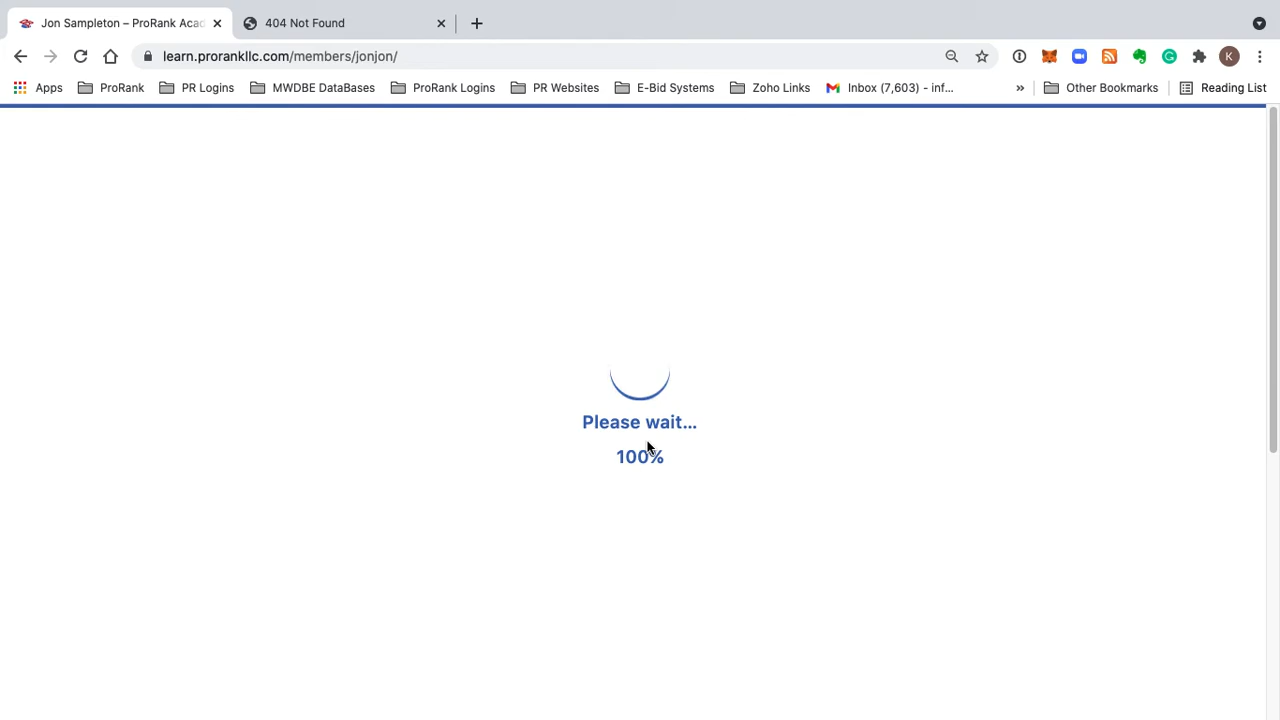 Jon Sampleton – ProRank Acad
404 Not Found
learn.prorankllc.com/members/jonjon/
K
Apps
ProRank
PR Logins
MWDBE DataBases
ProRank Logins
PR Websites
E-Bid Systems
Zoho Links
Inbox (7,603) - inf...
»
Other Bookmarks
Reading List
Please wait...
100%